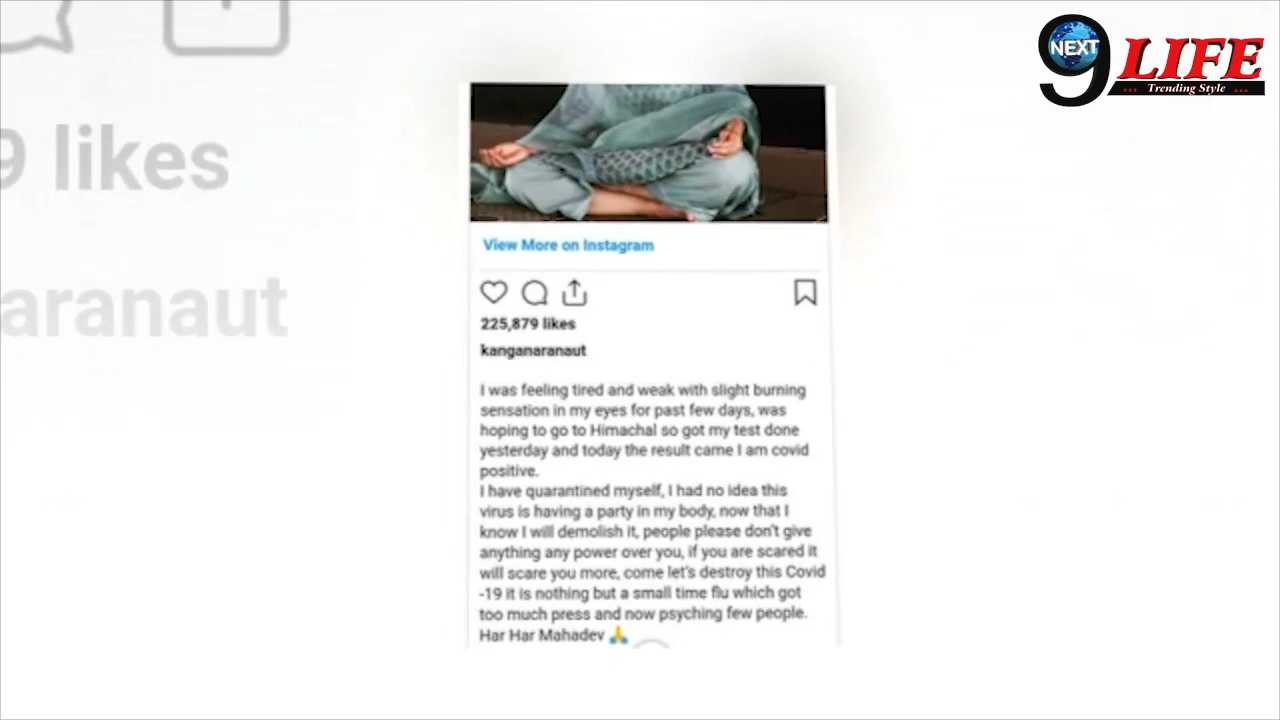 9 NEXT LIFE
... Trending Style ...
9 likes
aranaut
View More on Instagram
225,879 likes
kanganaranaut
I was feeling tired and weak with slight burning
sensation in my eyes for past few days, was
hoping to go to Himachal so got my test done
yesterday and today the result came I am covid
positive.
I have quarantined myself, I had no idea this
virus is having a party in my body, now that I
know I will demolish it, people please don't give
anything any power over you, if you are scared it
will scare you more, come let's destroy this Covid
-19 it is nothing but a small time flu which got
too much press and now psyching few people.
Har Har Mahadev 🙏